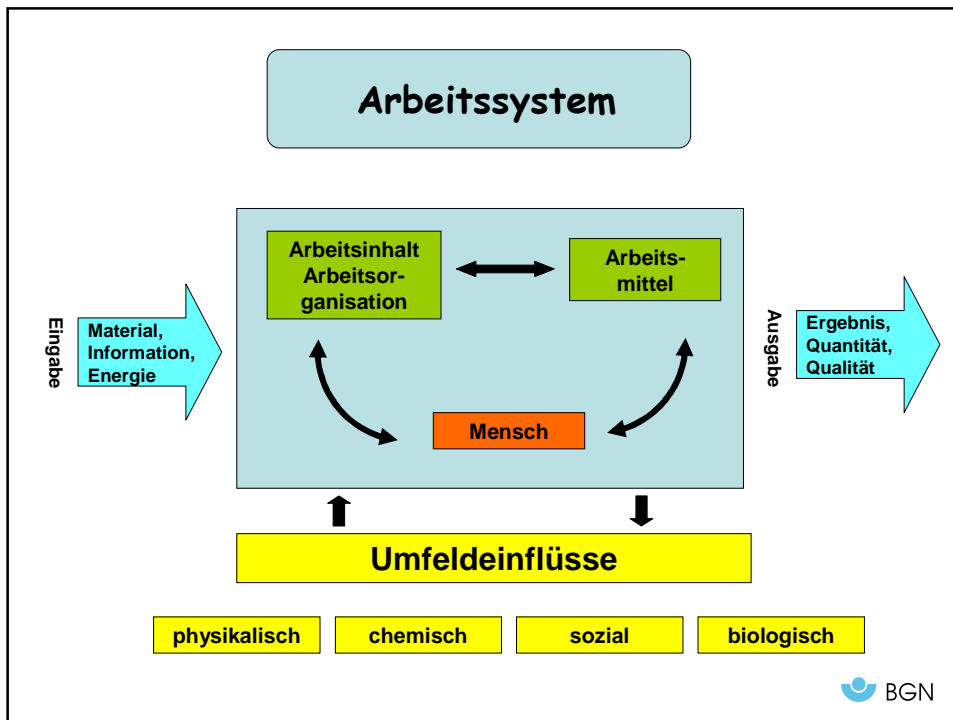 Arbeitssystem
Arbeitsinhalt
Arbeitsor-
ganisation
Arbeits-
mittel
Eingabe
Material,
Information,
Energie
Mensch
Ausgabe
Ergebnis,
Quantität,
Qualität
Umfeldeinflüsse
physikalisch
chemisch
sozial
biologisch
BGN